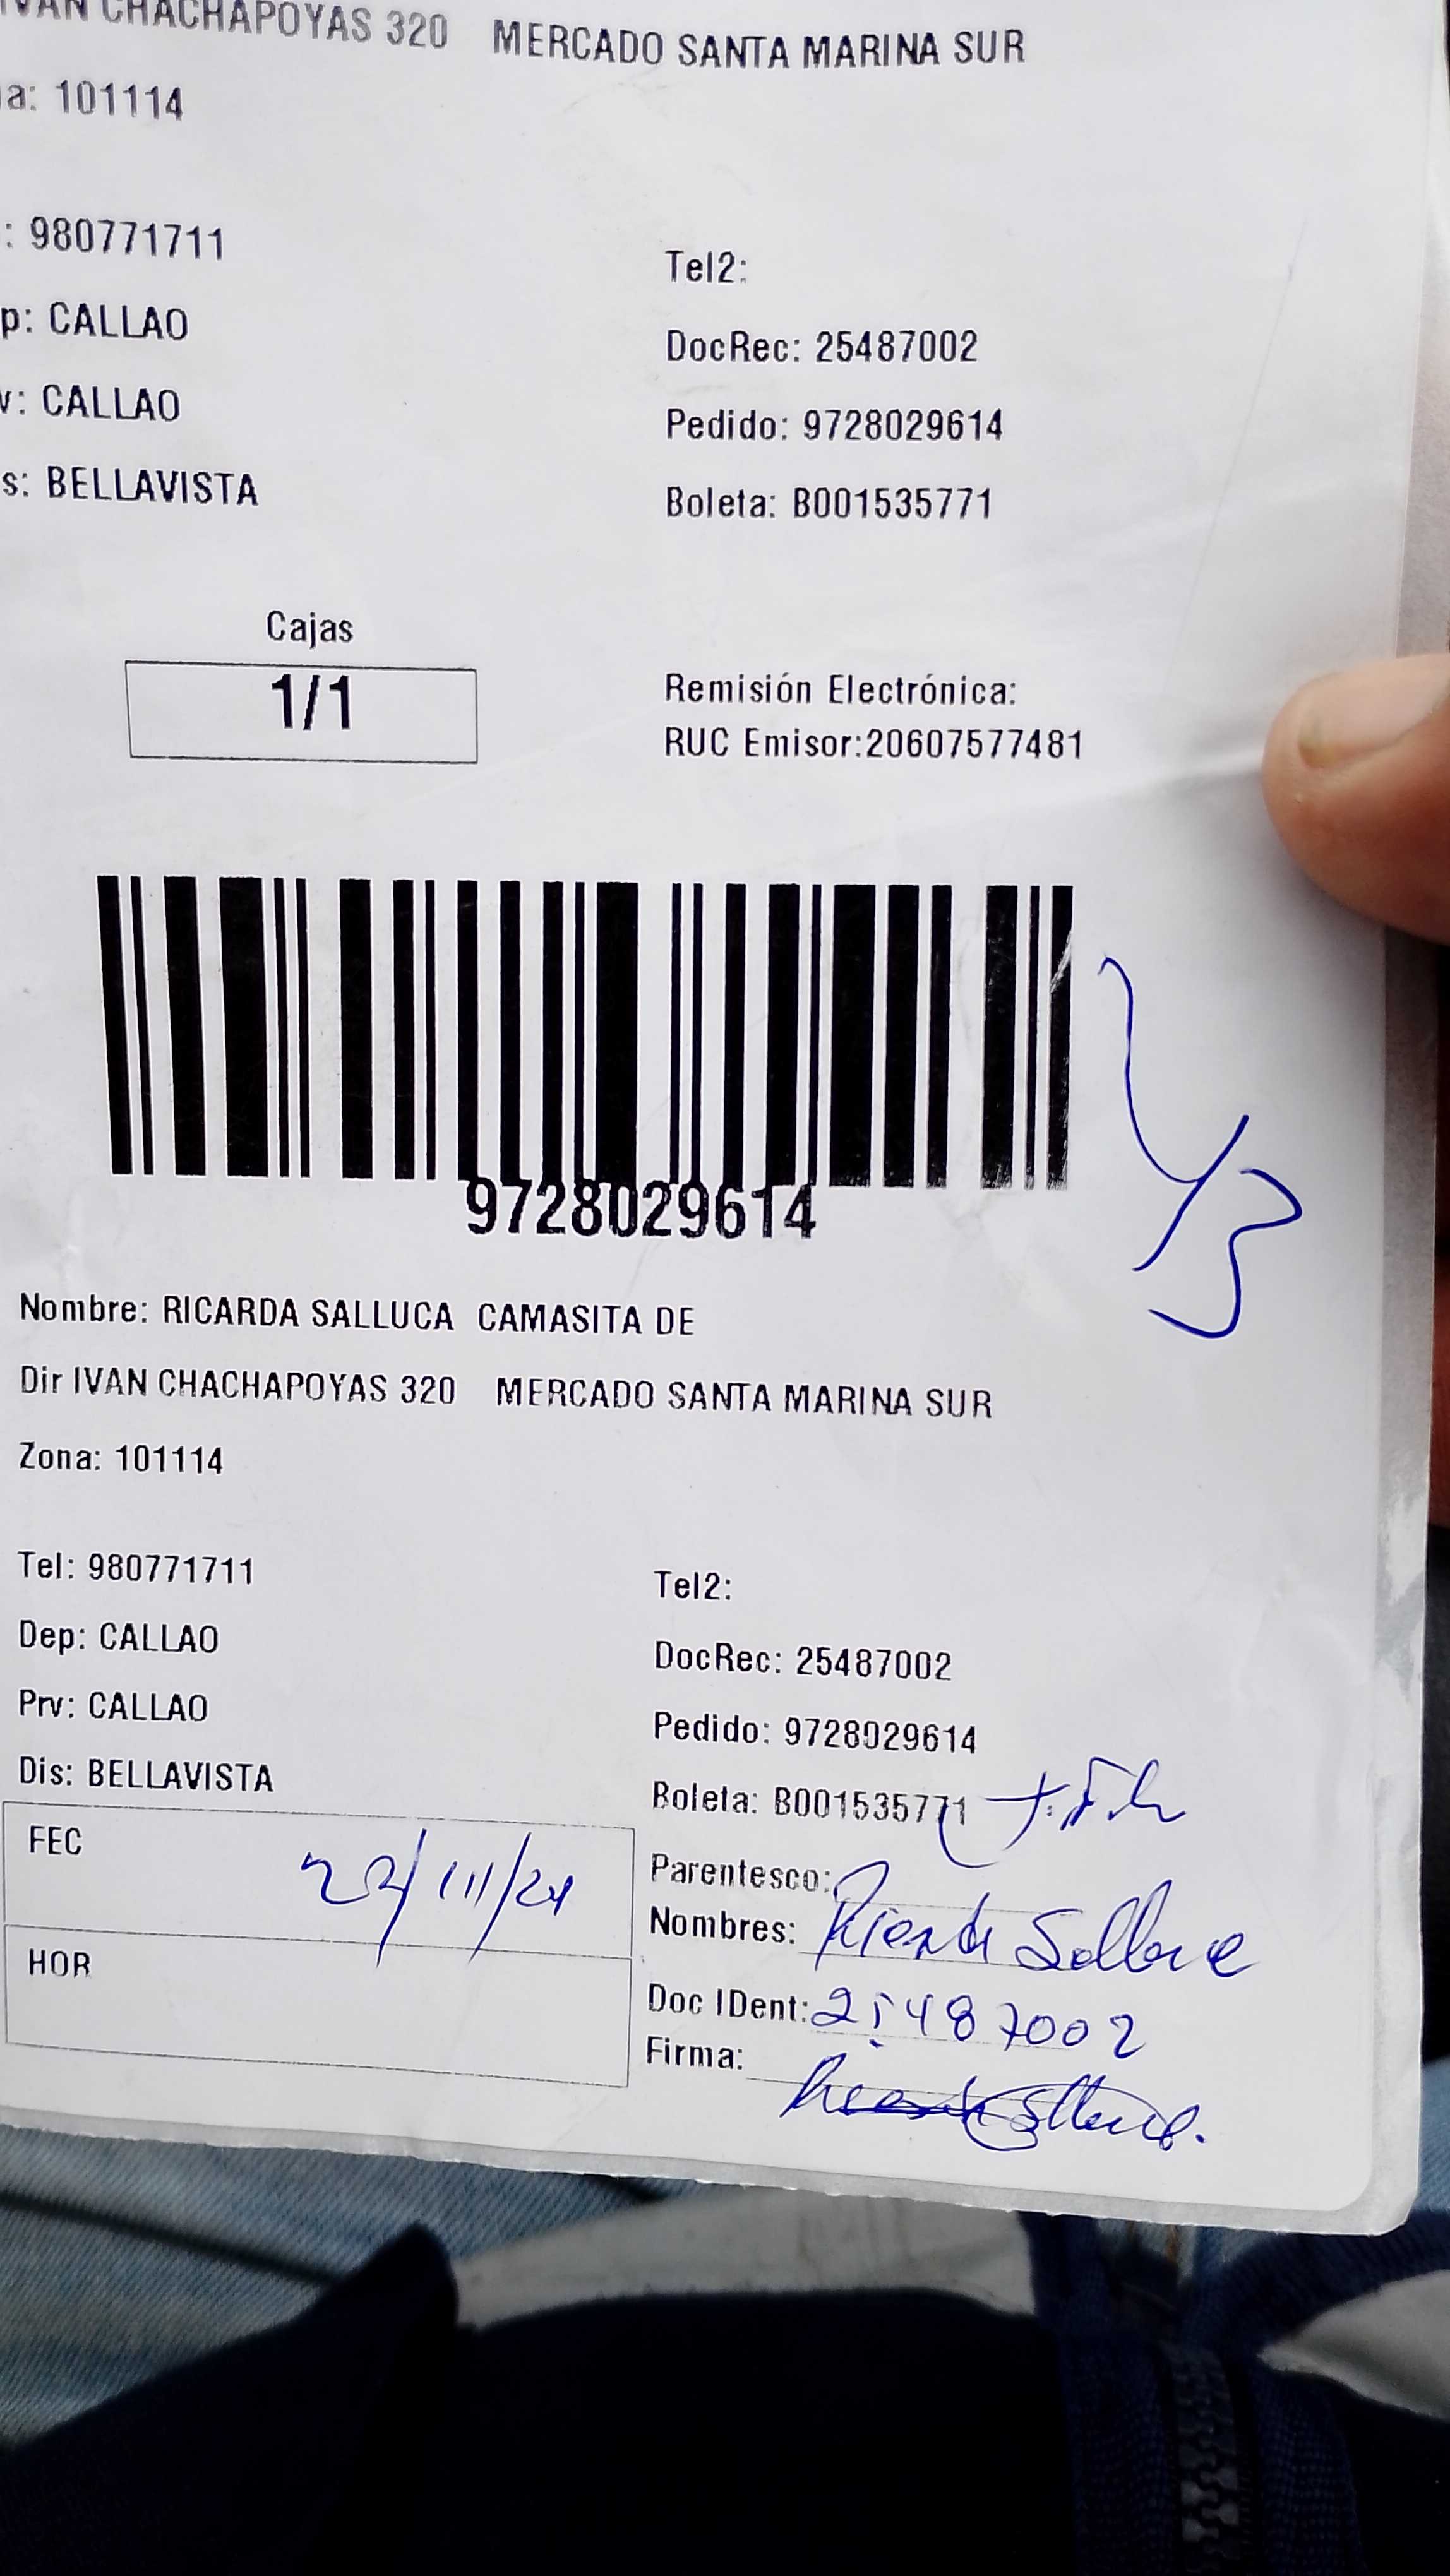 IVAN CHACHAPOYAS 320 MERCADO SANTA MARINA SUR
a: 101114
: 980771711
Tel2:
p: CALLAO
DocRec: 25487002
v: CALLAO
Pedido: 9728029614
s: BELLAVISTA
Boleta: B001535771
Cajas
1/1
Remisión Electrónica:
RUC Emisor:20607577481
9728029614
Nombre: RICARDA SALLUCA CAMASITA DE
Dir IVAN CHACHAPOYAS 320 MERCADO SANTA MARINA SUR
Zona: 101114
Tel: 980771711
Tel2:
Dep: CALLAO
DocRec: 25487002
Prv: CALLAO
Pedido: 9728029614
Dis: BELLAVISTA
Boleta: B001535771
FEC 22/111/21
Parentesco:
Nombres:
HOR
Doc IDent: 25487002
Firma: